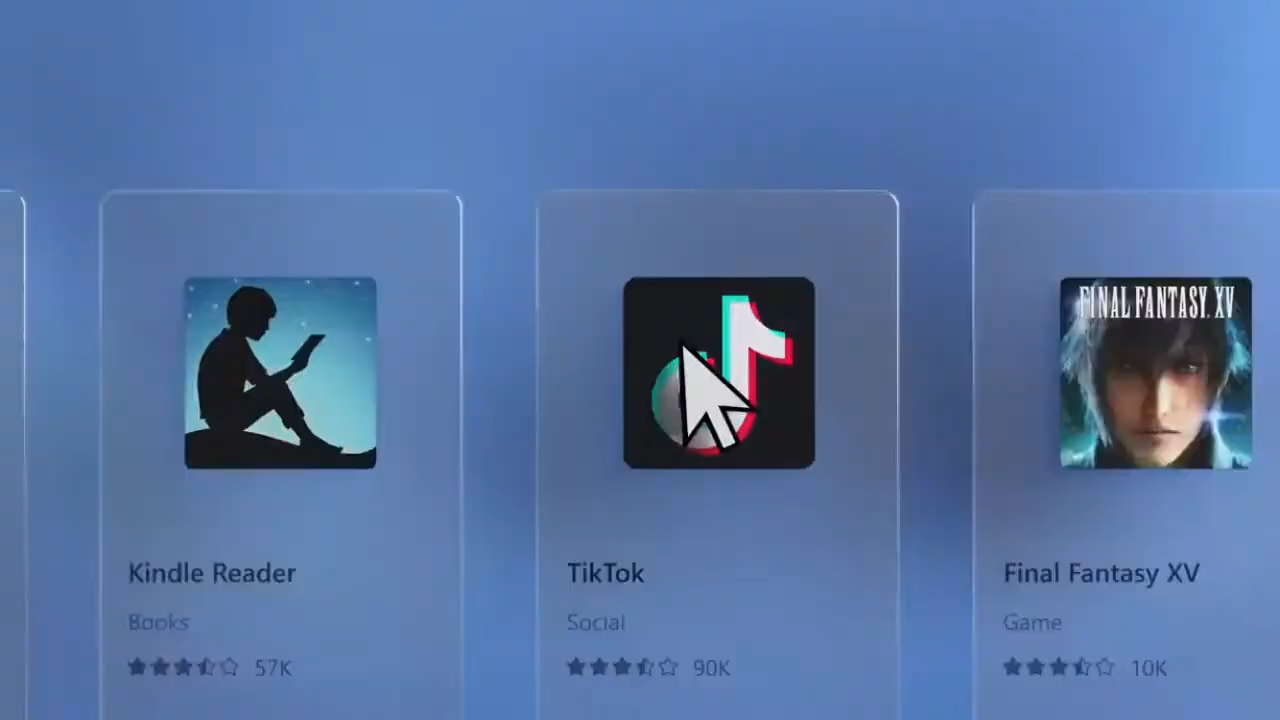 FINAL FANTASY XV
Kindle Reader
Books
57K
TikTok
Social
90K
Final Fantasy XV
Game
10K